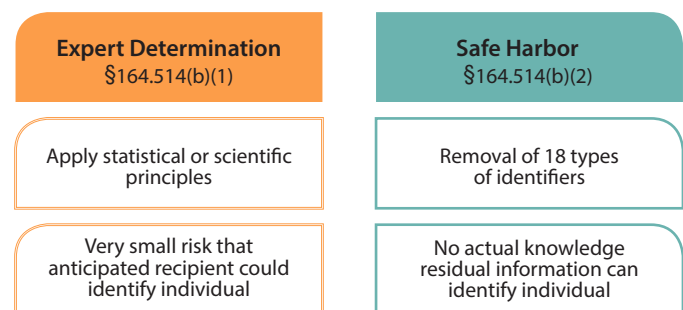 Expert Determination
§164.514(b)(1)
Apply statistical or scientific
principles
Very small risk that
anticipated recipient could
identify individual
Safe Harbor
§164.514(b)(2)
Removal of 18 types
of identifiers
No actual knowledge
residual information can
identify individual